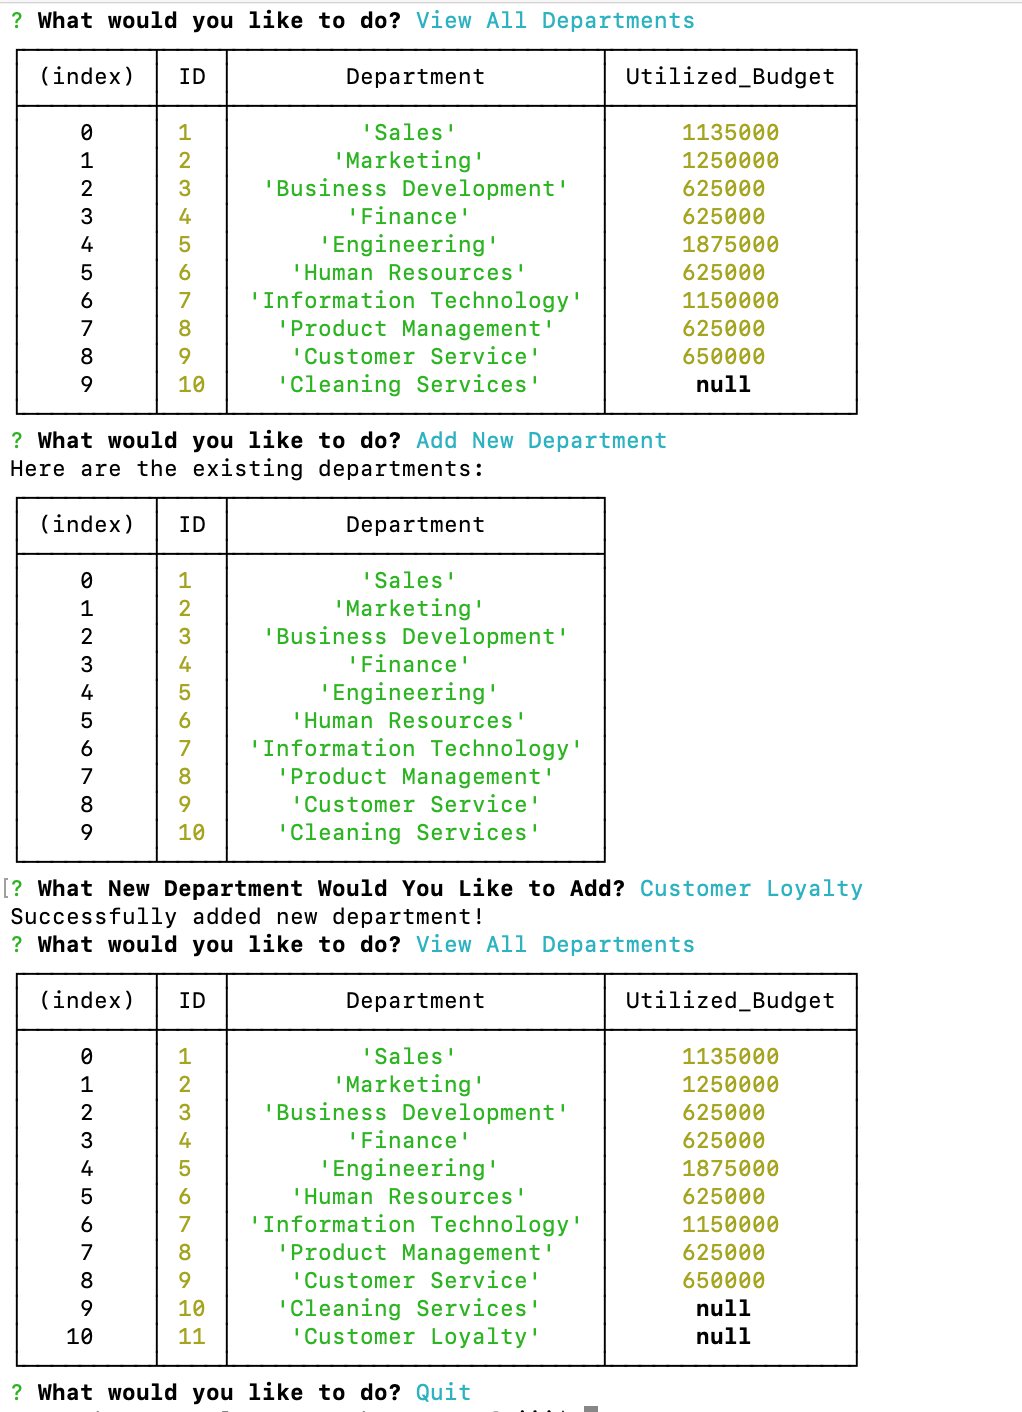 ? What would you like to do? View All Departments
(index) ID Department Utilized_Budget
0 1 'Sales' 1135000
1 2 'Marketing' 1250000
2 3 'Business Development' 625000
3 4 'Finance' 625000
4 5 'Engineering' 1875000
5 6 'Human Resources' 625000
6 7 'Information Technology' 1150000
7 8 'Product Management' 625000
8 9 'Customer Service' 650000
9 10 'Cleaning Services' null
? What would you like to do? Add New Department
Here are the existing departments:
(index) ID Department
0 1 'Sales'
1 2 'Marketing'
2 3 'Business Development'
3 4 'Finance'
4 5 'Engineering'
5 6 'Human Resources'
6 7 'Information Technology'
7 8 'Product Management'
8 9 'Customer Service'
9 10 'Cleaning Services'
[? What New Department Would You Like to Add? Customer Loyalty
Successfully added new department!
? What would you like to do? View All Departments
(index) ID Department Utilized_Budget
0 1 'Sales' 1135000
1 2 'Marketing' 1250000
2 3 'Business Development' 625000
3 4 'Finance' 625000
4 5 'Engineering' 1875000
5 6 'Human Resources' 625000
6 7 'Information Technology' 1150000
7 8 'Product Management' 625000
8 9 'Customer Service' 650000
9 10 'Cleaning Services' null
10 11 'Customer Loyalty' null
? What would you like to do? Quit